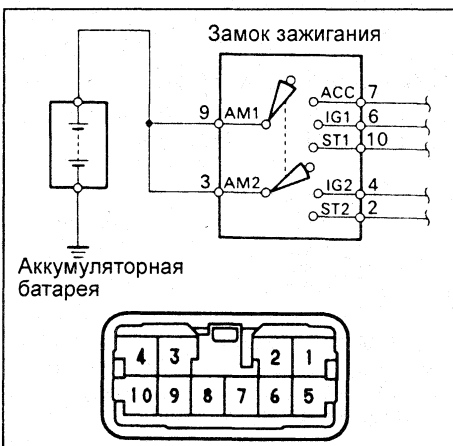 Замок зажигания
ACC 7
IG1 6
9 AM1
ST1 10
3 AM2
IG2 4
ST2 2
Аккумуляторная
батарея
4 3 2 1
10 9 8 7 6 5